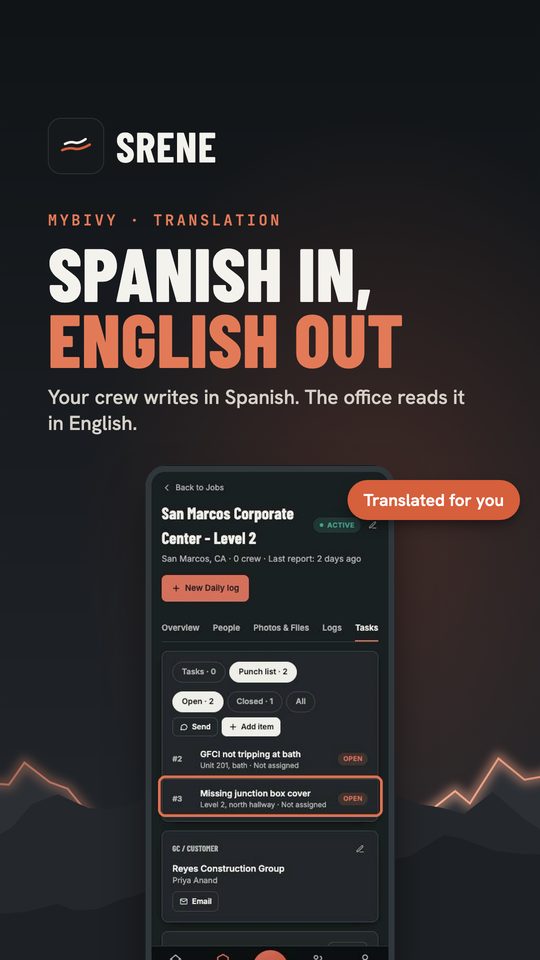 SRENE
MYBIVY · TRANSLATION
SPANISH IN,
ENGLISH OUT
Your crew writes in Spanish. The office reads it
in English.
Translated for you
Back to Jobs
San Marcos Corporate
Center - Level 2
ACTIVE
San Marcos, CA · 0 crew · Last report: 2 days ago
+ New Daily log
Overview People Photos & Files Logs Tasks
Tasks · 0 Punch list · 2
Open · 2 Closed · 1 All
Send + Add item
#2 GFCI not tripping at bath OPEN
Unit 201, bath · Not assigned
#3 Missing junction box cover OPEN
Level 2, north hallway · Not assigned
GC / CUSTOMER
Reyes Construction Group
Priya Anand
Email